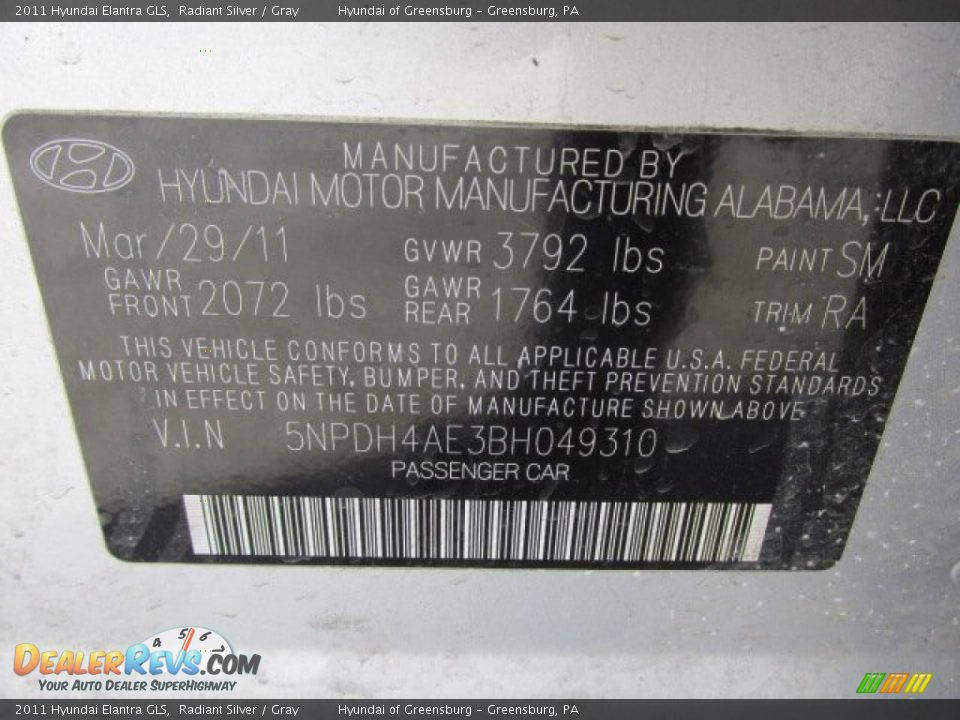 2011 Hyundai Elantra GLS, Radiant Silver / Gray Hyundai of Greensburg - Greensburg, PA
MANUFACTURED BY
HYUNDAI MOTOR MANUFACTURING ALABAMA, LLC
Mar/29/11 GVWR 3792 lbs PAINT SM
GAWR FRONT 2072 lbs GAWR REAR 1764 lbs TRIM RA
THIS VEHICLE CONFORMS TO ALL APPLICABLE U.S.A. FEDERAL
MOTOR VEHICLE SAFETY, BUMPER, AND THEFT PREVENTION STANDARDS
IN EFFECT ON THE DATE OF MANUFACTURE SHOWN ABOVE
V.I.N 5NPDH4AE3BH049310
PASSENGER CAR
4 5 6
DEALERREVS.COM
YOUR AUTO DEALER SUPERHIGHWAY
2011 Hyundai Elantra GLS, Radiant Silver / Gray Hyundai of Greensburg - Greensburg, PA